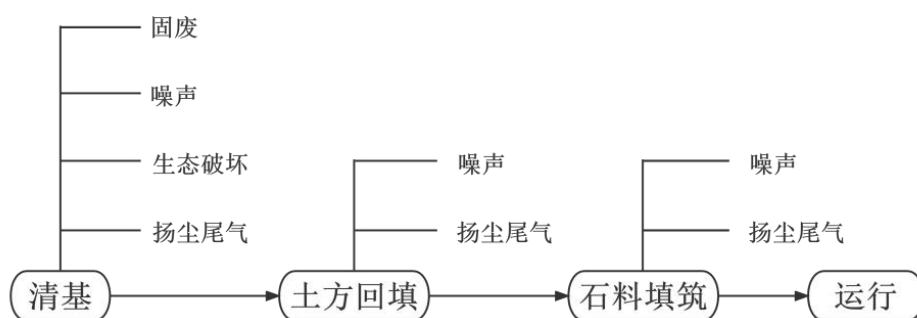 固废
噪声
生态破坏 噪声 噪声
扬尘尾气 扬尘尾气 扬尘尾气
清基 土方回填 石料填筑 运行